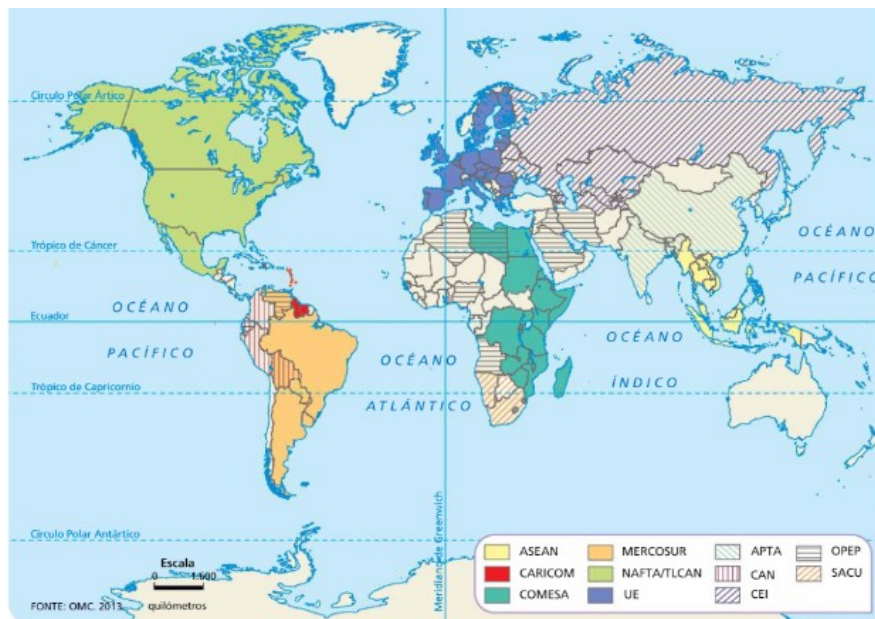 Círculo Polar Ártico
Trópico de Cáncer
OCÉANO
PACÍFICO
OCÉANO
Ecuador
PACÍFICO
OCÉANO
OCÉANO
ÍNDICO
Trópico de Capricornio
ATLÁNTICO
Meridiano de Greenwich
Círculo Polar Antártico
Escala
0 1.600
quilómetros
FONTE: OMC. 2013
ASEAN MERCOSUR APTA OPEP
CARICOM NAFTA/TLCAN CAN SACU
COMESA UE CEI